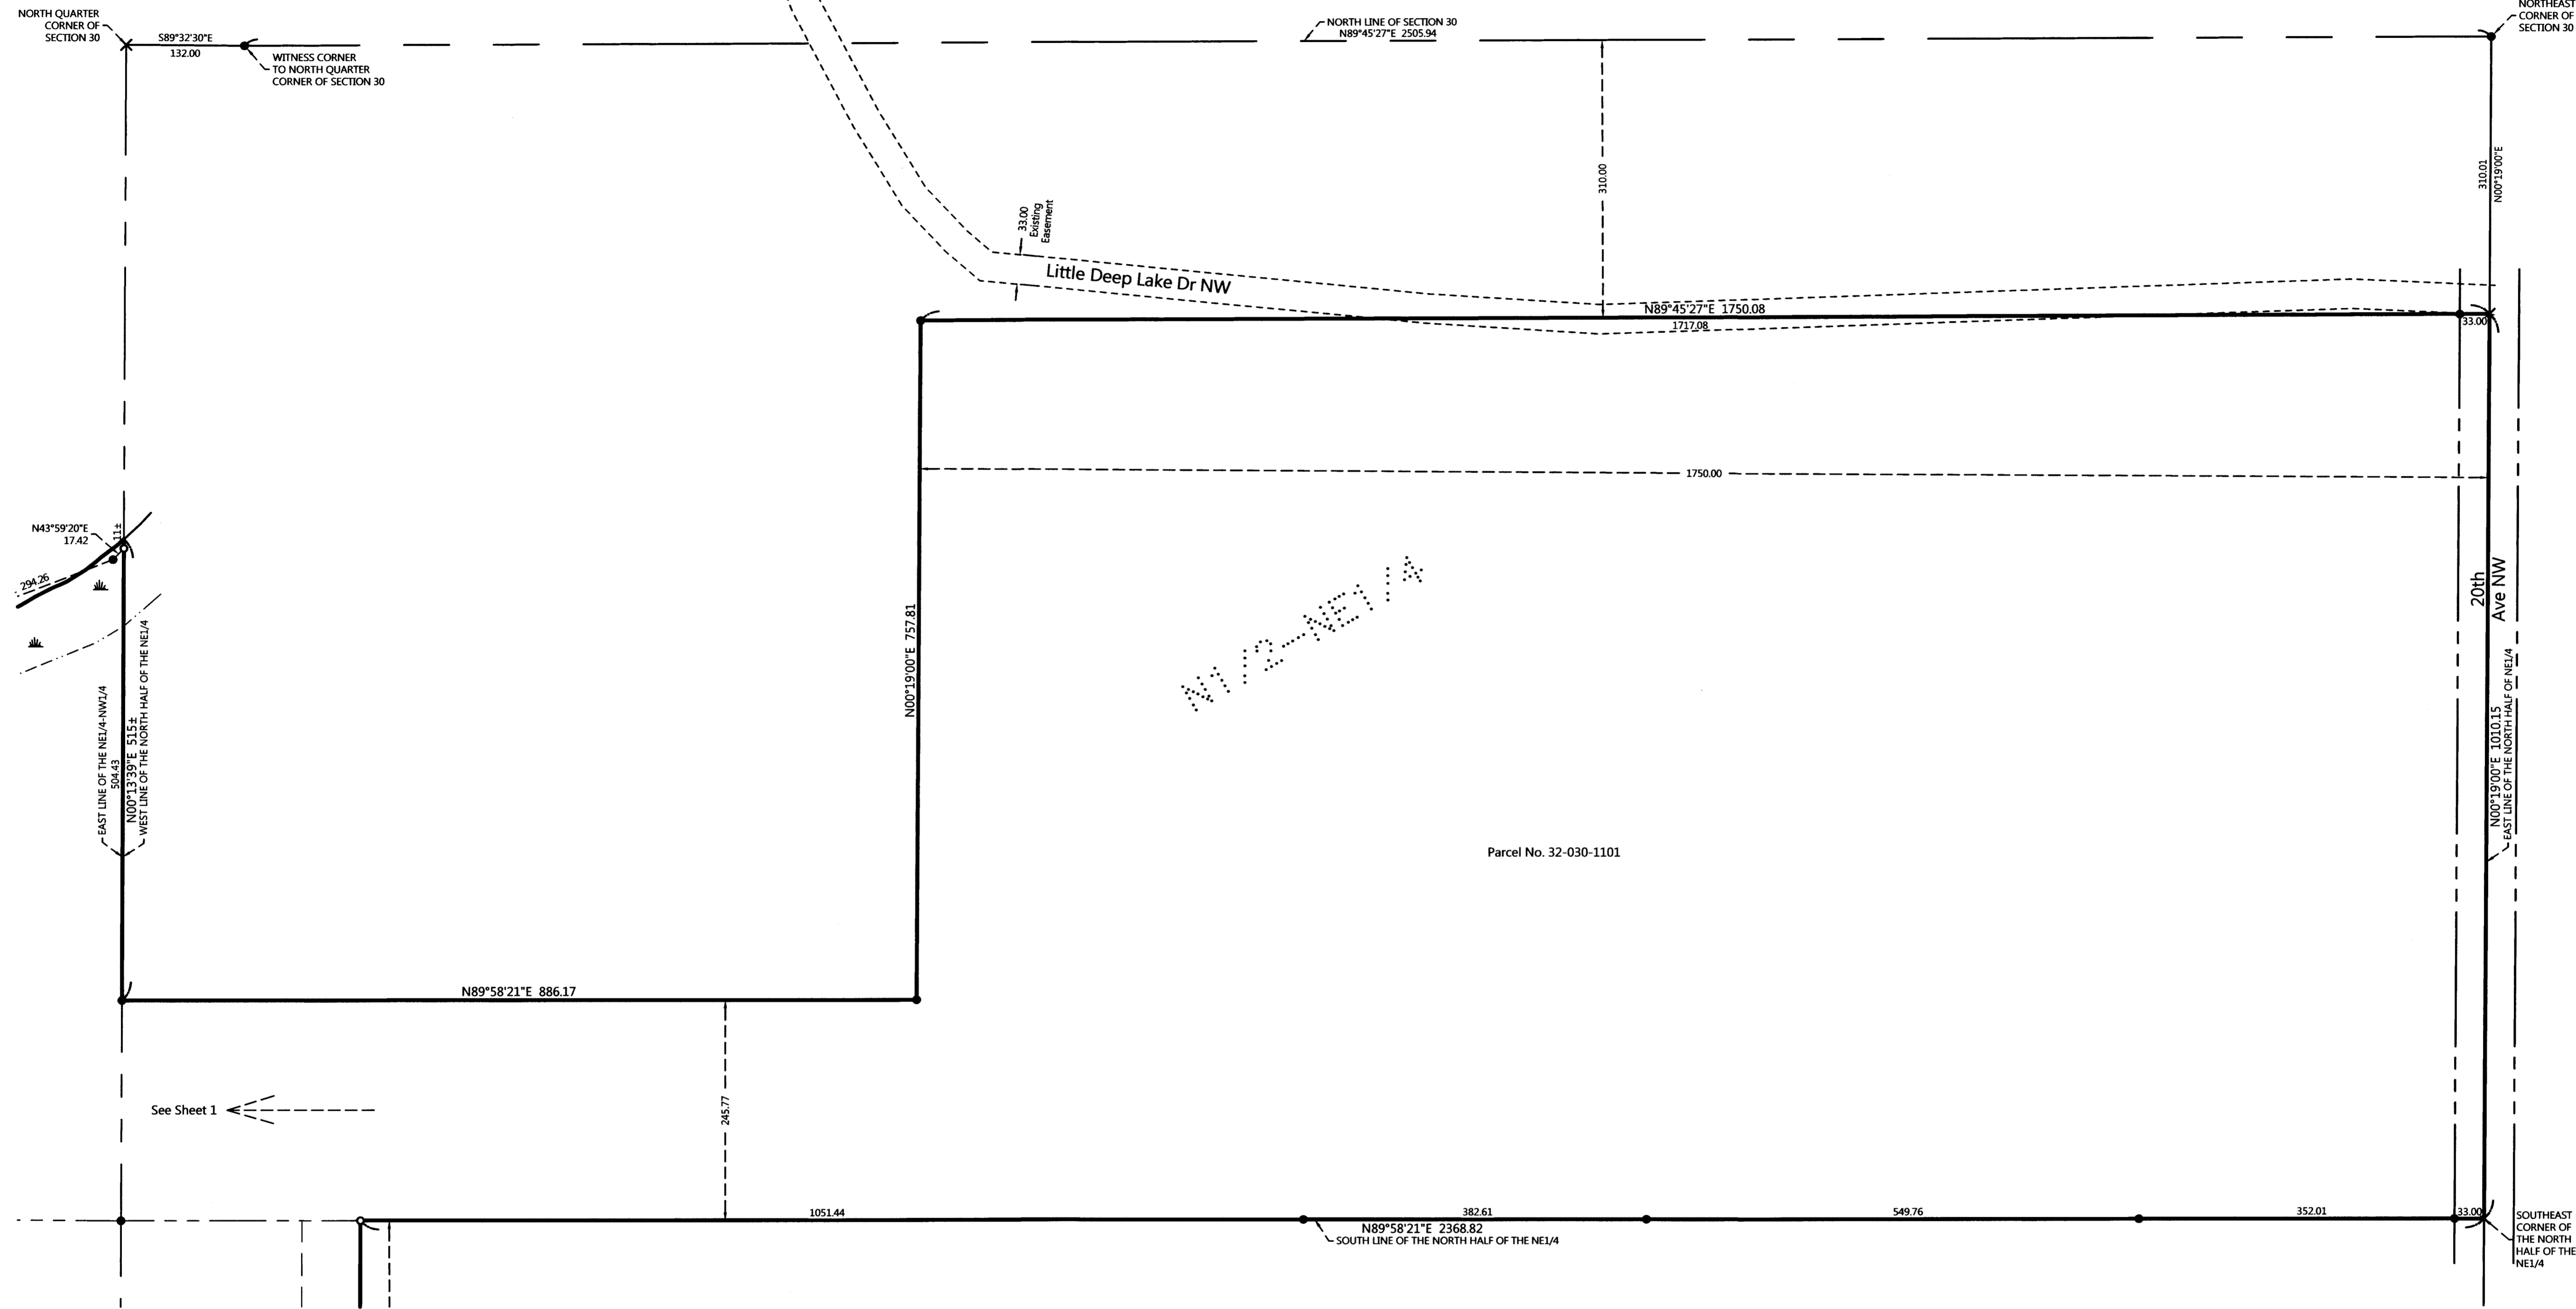 NORTH QUARTER
CORNER OF
SECTION 30
S89°32'30"E
132.00
WITNESS CORNER
TO NORTH QUARTER
CORNER OF SECTION 30
NORTH LINE OF SECTION 30
N89°45'27"E 2505.94
NORTHEAST
CORNER OF
SECTION 30
310.00
310.01
N00°19'00"E
33.00
Existing
Easement
Little Deep Lake Dr NW
N89°45'27"E 1750.08
1717.08
33.00
1750.00
N43°59'20"E
17.42
11±
294.26
EAST LINE OF THE NE1/4-NW1/4
504.43
N00°13'39"E 515±
WEST LINE OF THE NORTH HALF OF THE NE1/4
N00°19'00"E 757.81
N1/2-NE1/4
20th
Ave NW
N00°19'00"E 1010.15
EAST LINE OF THE NORTH HALF OF NE1/4
Parcel No. 32-030-1101
N89°58'21"E 886.17
See Sheet 1
245.77
1051.44
382.61
549.76
352.01
33.00
N89°58'21"E 2368.82
SOUTH LINE OF THE NORTH HALF OF THE NE1/4
SOUTHEAST
CORNER OF
THE NORTH
HALF OF THE
NE1/4